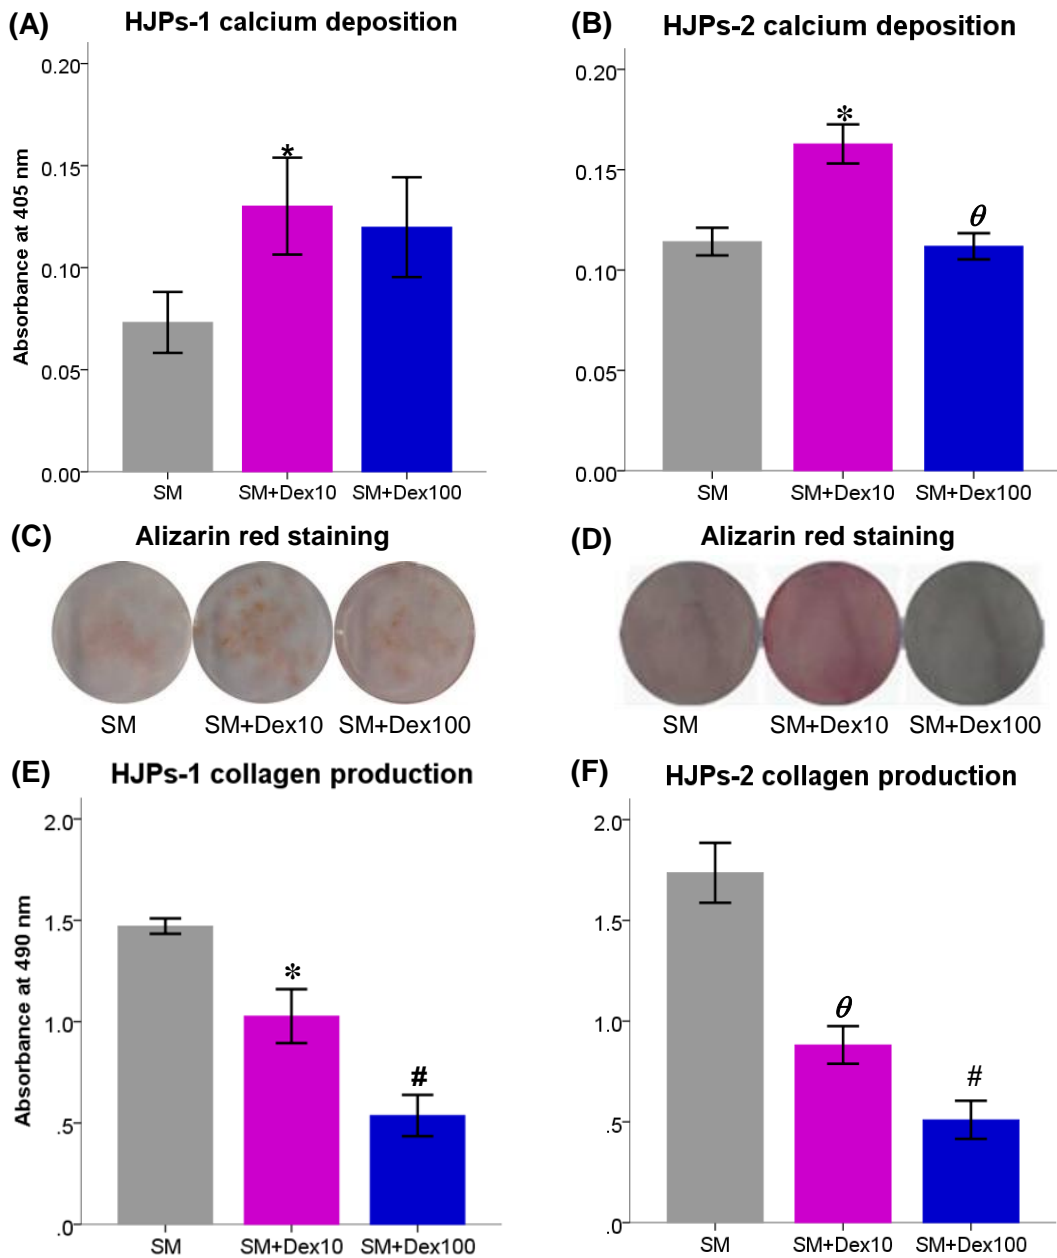 (A) HJPs-1 calcium deposition
Absorbance at 405 nm
0.20
0.15
0.10
0.05
0.00
*
SM SM+Dex10 SM+Dex100
(B) HJPs-2 calcium deposition
0.20
0.15
0.10
0.05
0.00
*
θ
SM SM+Dex10 SM+Dex100
(C) Alizarin red staining
SM SM+Dex10 SM+Dex100
(D) Alizarin red staining
SM SM+Dex10 SM+Dex100
(E) HJPs-1 collagen production
Absorbance at 490 nm
2.0
1.5
1.0
.5
.0
*
#
SM SM+Dex10 SM+Dex100
(F) HJPs-2 collagen production
2.0
1.5
1.0
.5
.0
θ
#
SM SM+Dex10 SM+Dex100